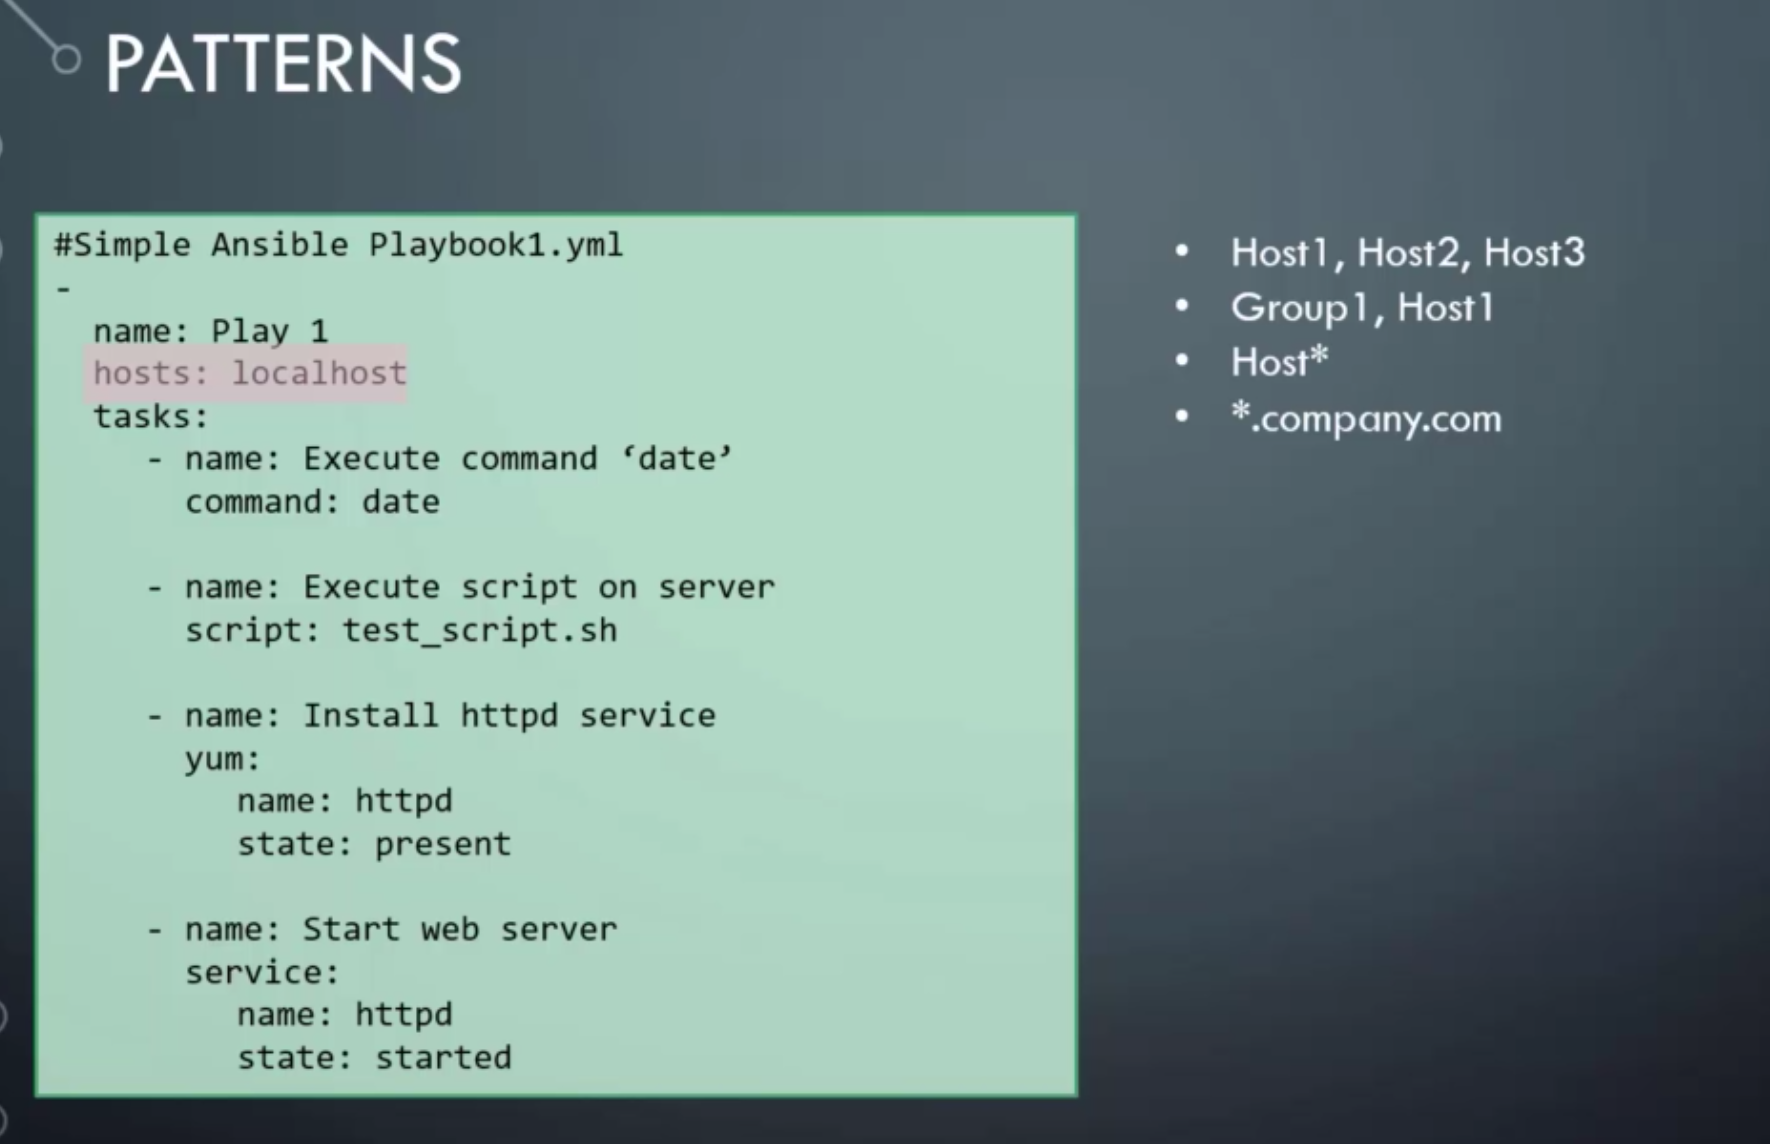 PATTERNS
#Simple Ansible Playbook1.yml
-
name: Play 1
hosts: localhost
tasks:
- name: Execute command ‘date’
command: date
- name: Execute script on server
script: test_script.sh
- name: Install httpd service
yum:
name: httpd
state: present
- name: Start web server
service:
name: httpd
state: started
• Host1, Host2, Host3
• Group1, Host1
• Host*
• *.company.com